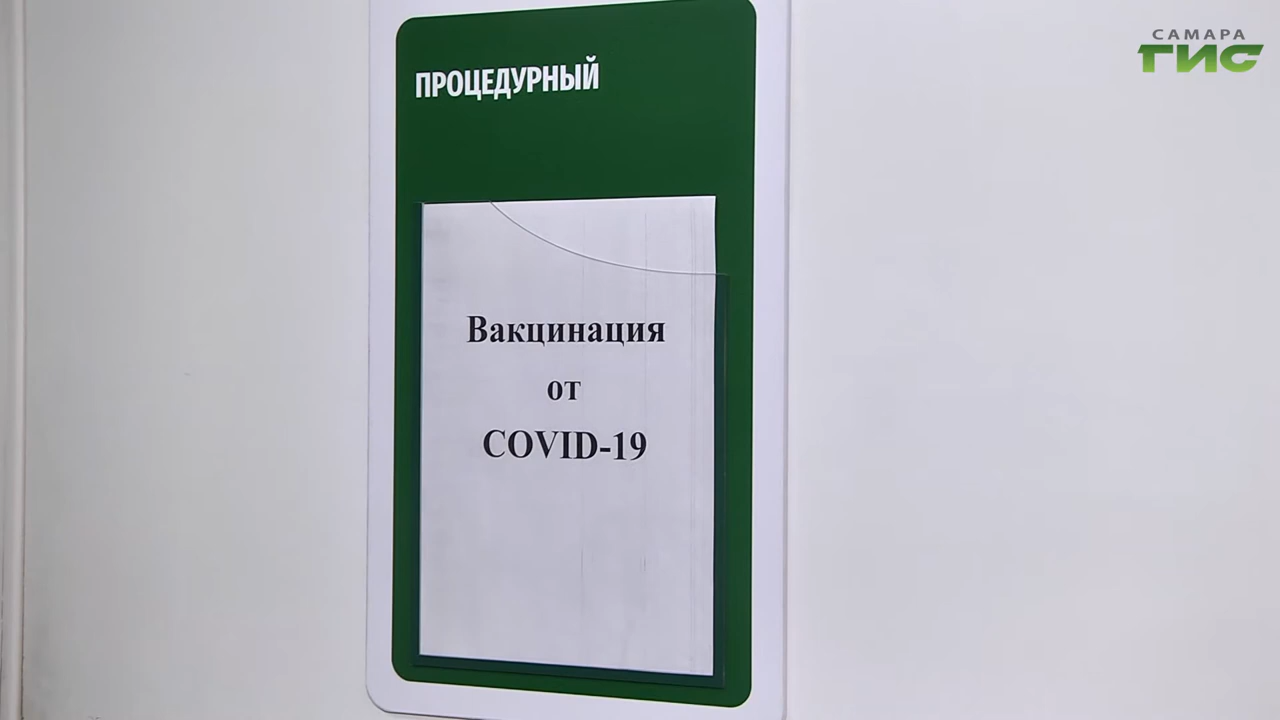 САМАРА
ГИС
ПРОЦЕДУРНЫЙ
Вакцинация
от
COVID-19